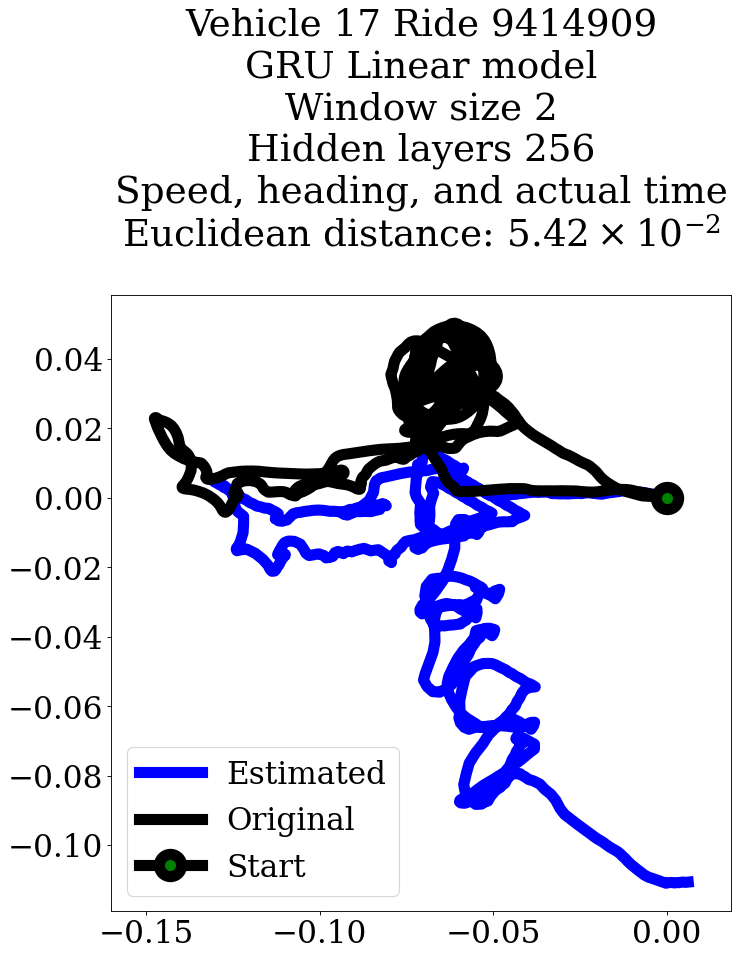 Vehicle 17 Ride 9414909
GRU Linear model
Window size 2
Hidden layers 256
Speed, heading, and actual time
Euclidean distance: 5.42 × 10⁻²
0.04
0.02
0.00
−0.02
−0.04
−0.06
−0.08
−0.10
Estimated
Original
Start
−0.15 −0.10 −0.05 0.00